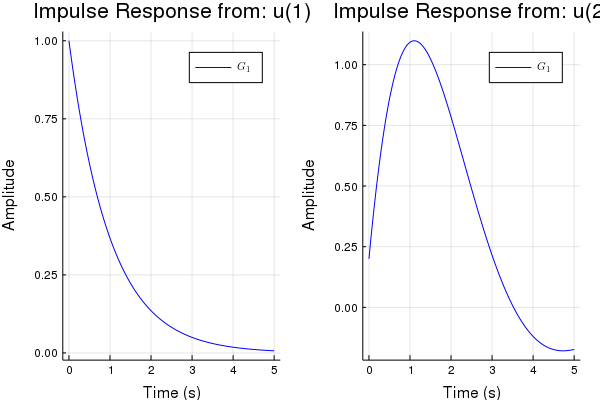 Impulse Response from: u(1)
G₁
1.00
0.75
0.50
0.25
0.00
Amplitude
0 1 2 3 4 5
Time (s)
Impulse Response from: u(2
G₁
1.00
0.75
0.50
0.25
0.00
Amplitude
0 1 2 3 4 5
Time (s)